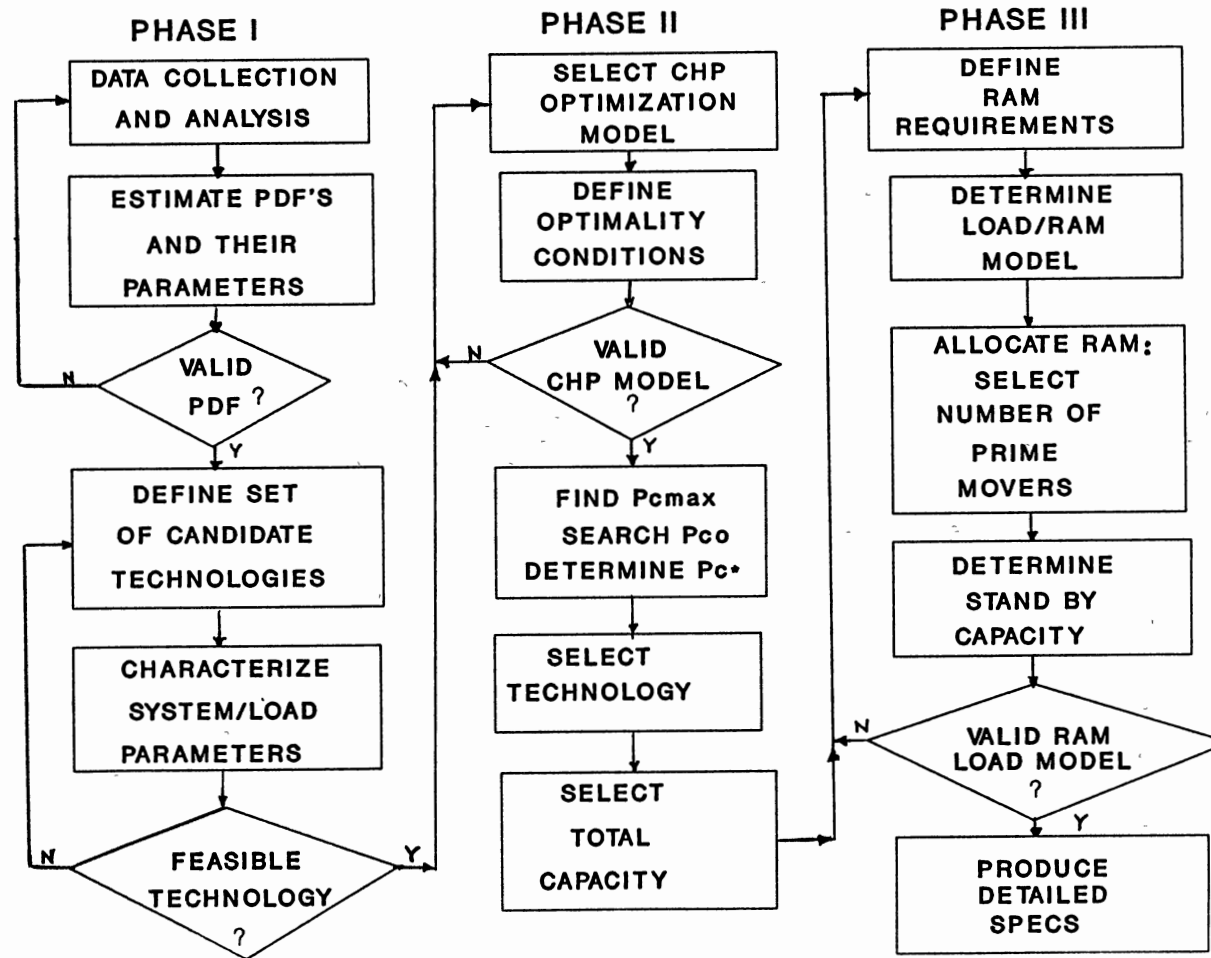 PHASE I
DATA COLLECTION
AND ANALYSIS
ESTIMATE PDF'S
AND THEIR
PARAMETERS
VALID
PDF ?
N
Y
DEFINE SET
OF CANDIDATE
TECHNOLOGIES
CHARACTERIZE
SYSTEM/LOAD
PARAMETERS
N
FEASIBLE
TECHNOLOGY
?
Y
PHASE II
SELECT CHP
OPTIMIZATION
MODEL
DEFINE
OPTIMALITY
CONDITIONS
N
VALID
CHP MODEL
?
Y
FIND Pcmax
SEARCH Pco
DETERMINE Pc*
SELECT
TECHNOLOGY
SELECT
TOTAL
CAPACITY
PHASE III
DEFINE
RAM
REQUIREMENTS
DETERMINE
LOAD/RAM
MODEL
ALLOCATE RAM:
SELECT
NUMBER OF
PRIME
MOVERS
DETERMINE
STAND BY
CAPACITY
N
VALID RAM
LOAD MODEL
?
Y
PRODUCE
DETAILED
SPECS